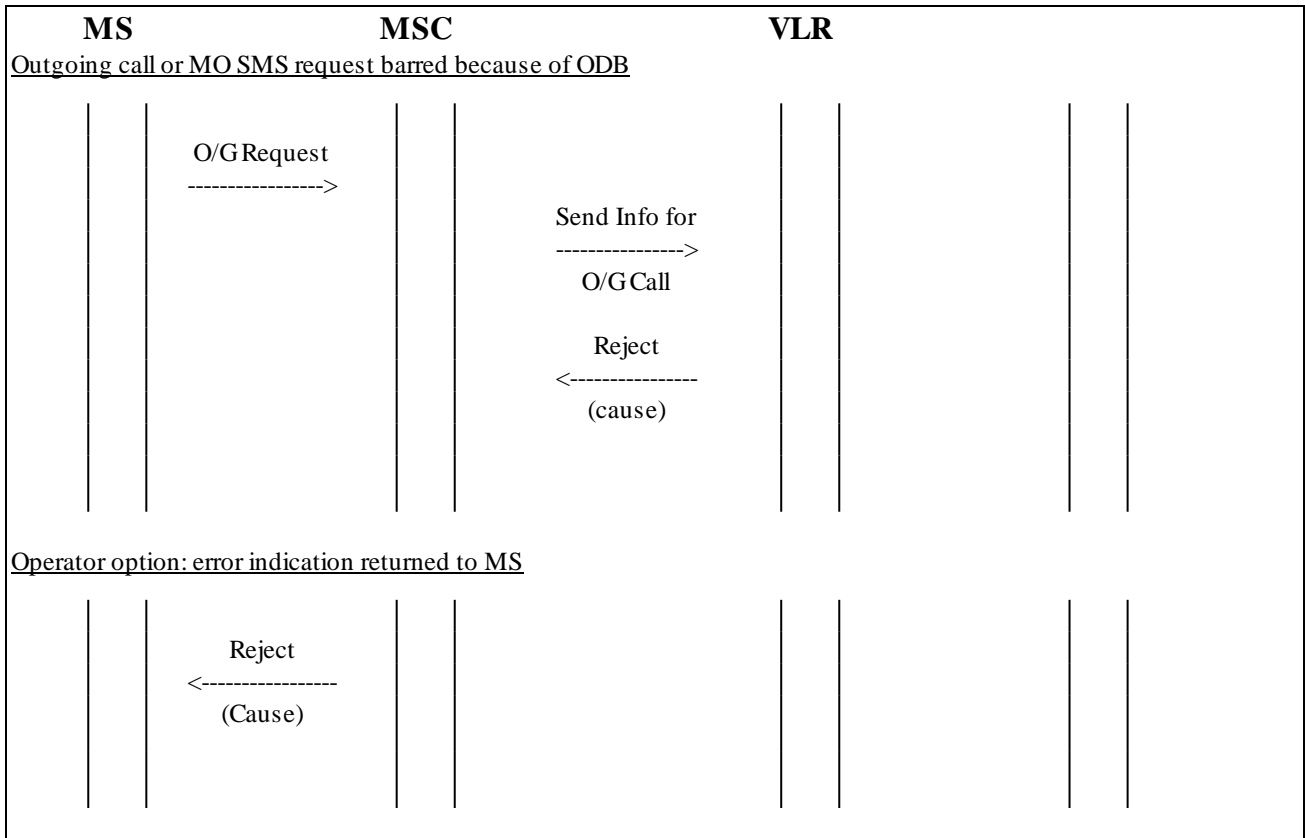 MS MSC VLR
Outgoing call or MO SMS request barred because of ODB
O/G Request
----------------->
Send Info for
---------------->
O/G Call
Reject
<----------------
(cause)
Operator option: error indication returned to MS
Reject
<-----------------
(Cause)